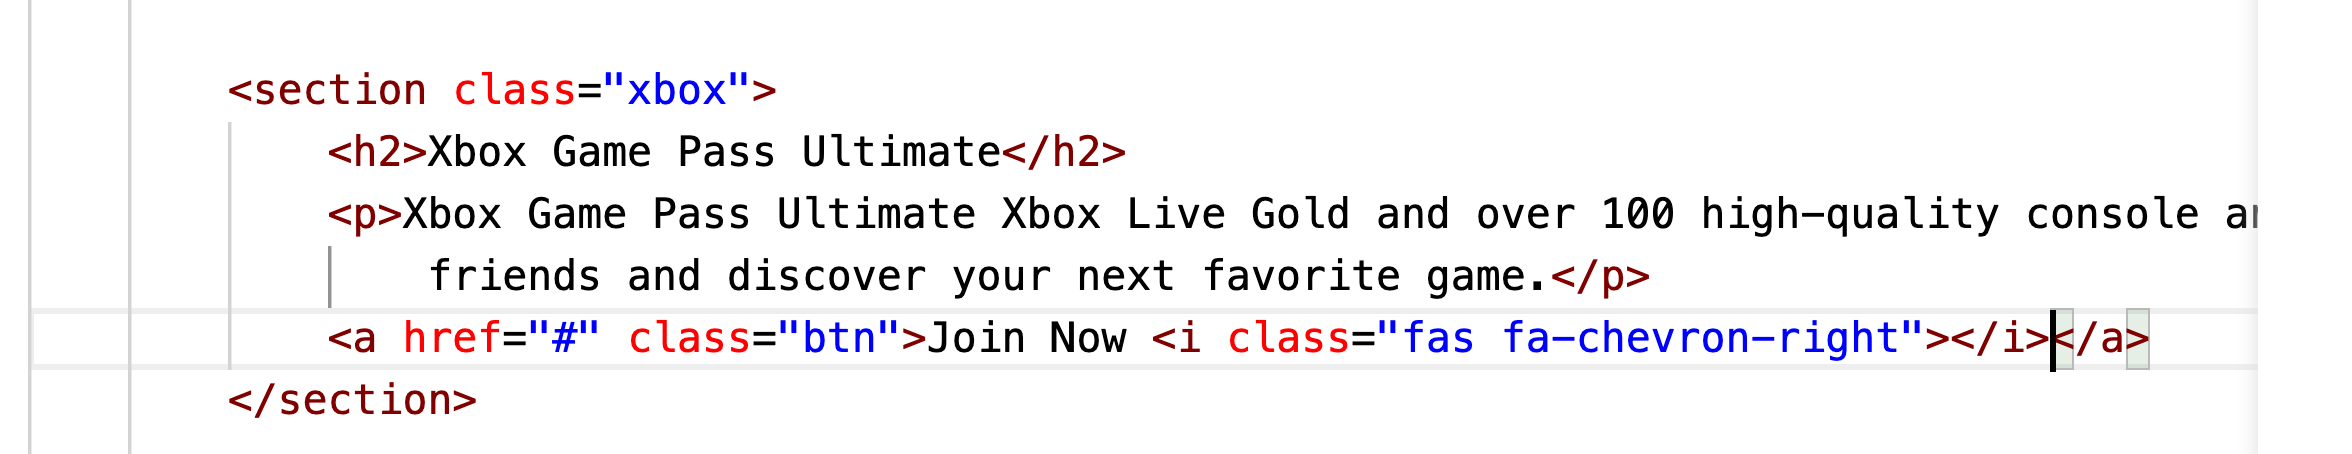 <section class="xbox">
<h2>Xbox Game Pass Ultimate</h2>
<p>Xbox Game Pass Ultimate Xbox Live Gold and over 100 high-quality console
friends and discover your next favorite game.</p>
<a href="#" class="btn">Join Now <i class="fas fa-chevron-right"></i></a>
</section>